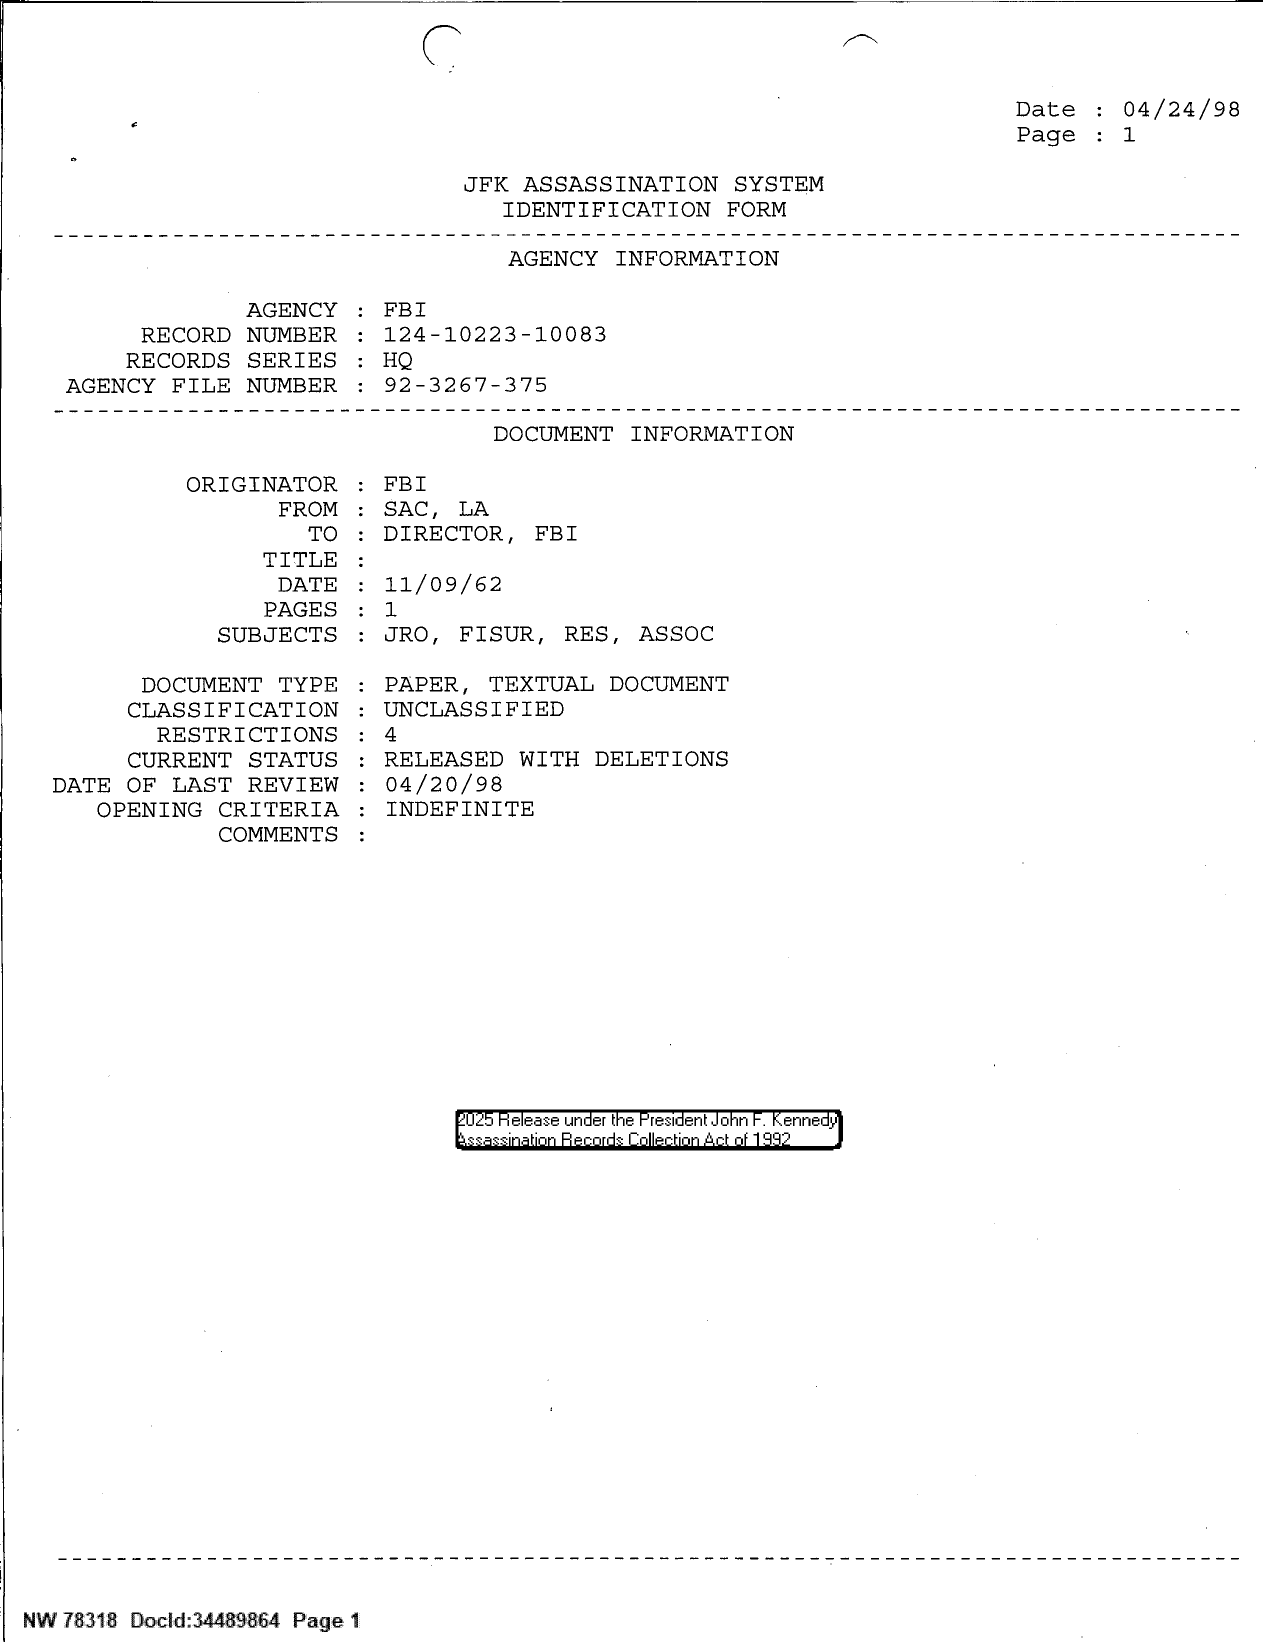 Date : 04/24/98
Page : 1
JFK ASSASSINATION SYSTEM
IDENTIFICATION FORM
AGENCY INFORMATION
AGENCY : FBI
RECORD NUMBER : 124-10223-10083
RECORDS SERIES : HQ
AGENCY FILE NUMBER : 92-3267-375
DOCUMENT INFORMATION
ORIGINATOR : FBI
FROM : SAC, LA
TO : DIRECTOR, FBI
TITLE :
DATE : 11/09/62
PAGES : 1
SUBJECTS : JRO, FISUR, RES, ASSOC
DOCUMENT TYPE : PAPER, TEXTUAL DOCUMENT
CLASSIFICATION : UNCLASSIFIED
RESTRICTIONS : 4
CURRENT STATUS : RELEASED WITH DELETIONS
DATE OF LAST REVIEW : 04/20/98
OPENING CRITERIA : INDEFINITE
COMMENTS :
2025 Release under the President John F. Kennedy
Assassination Records Collection Act of 1992
NW 78318 DocId:34489864 Page 1